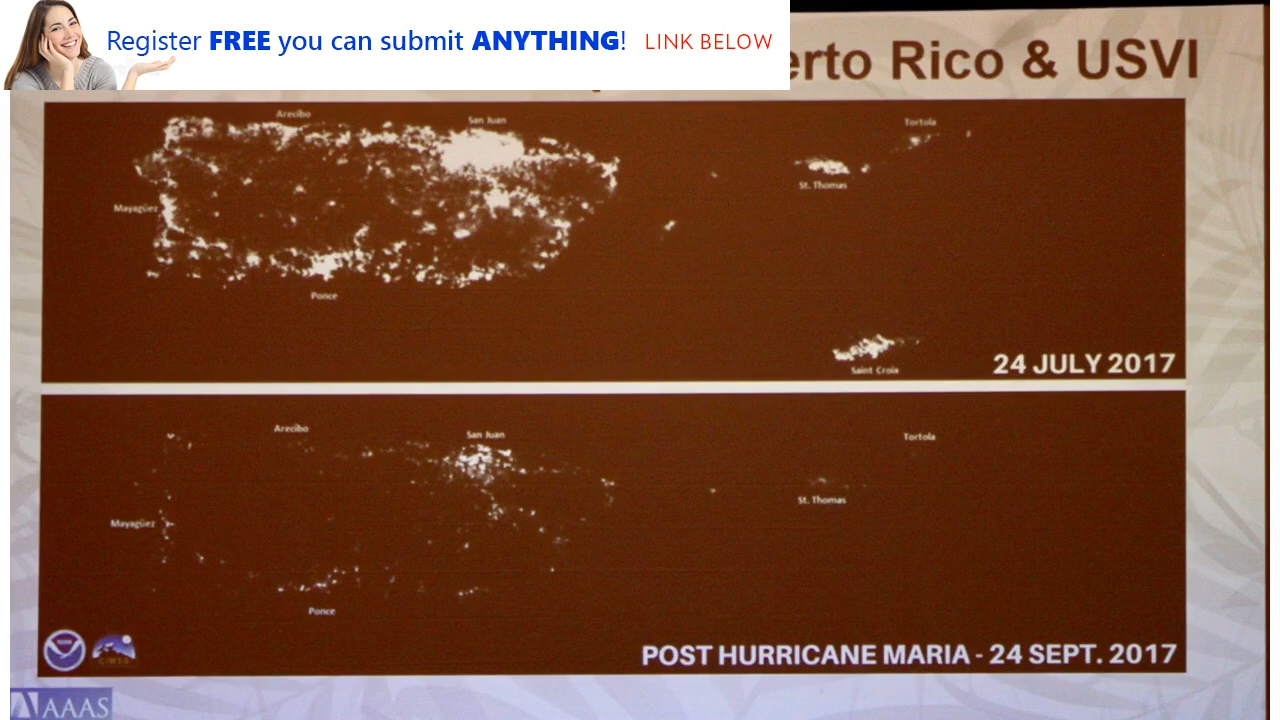 Register FREE you can submit ANYTHING! LINK BELOW
erto Rico & USVI
Arecibo
San Juan
Tortola
St. Thomas
Mayagüez
Ponce
Saint Croix
24 JULY 2017
Arecibo
San Juan
Tortola
St. Thomas
Mayagüez
Ponce
CIMSS
POST HURRICANE MARIA - 24 SEPT. 2017
AAAS